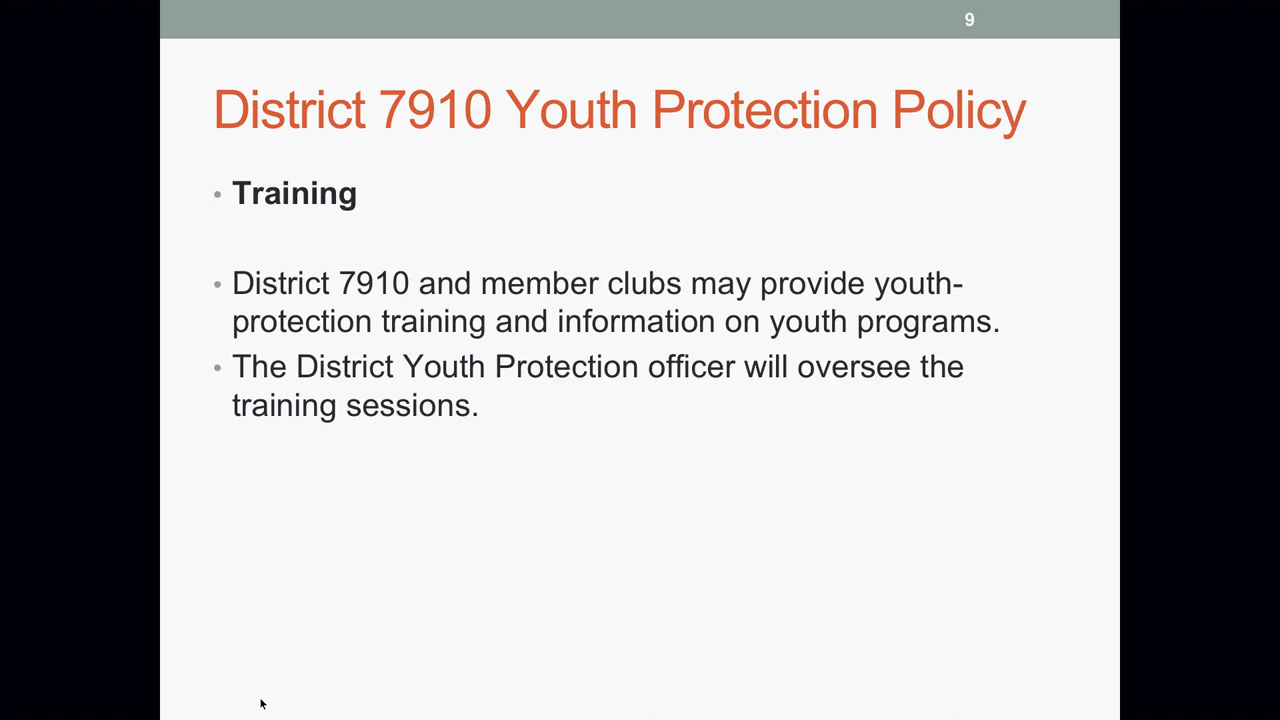 9
District 7910 Youth Protection Policy
• Training
• District 7910 and member clubs may provide youth-
protection training and information on youth programs.
• The District Youth Protection officer will oversee the
training sessions.